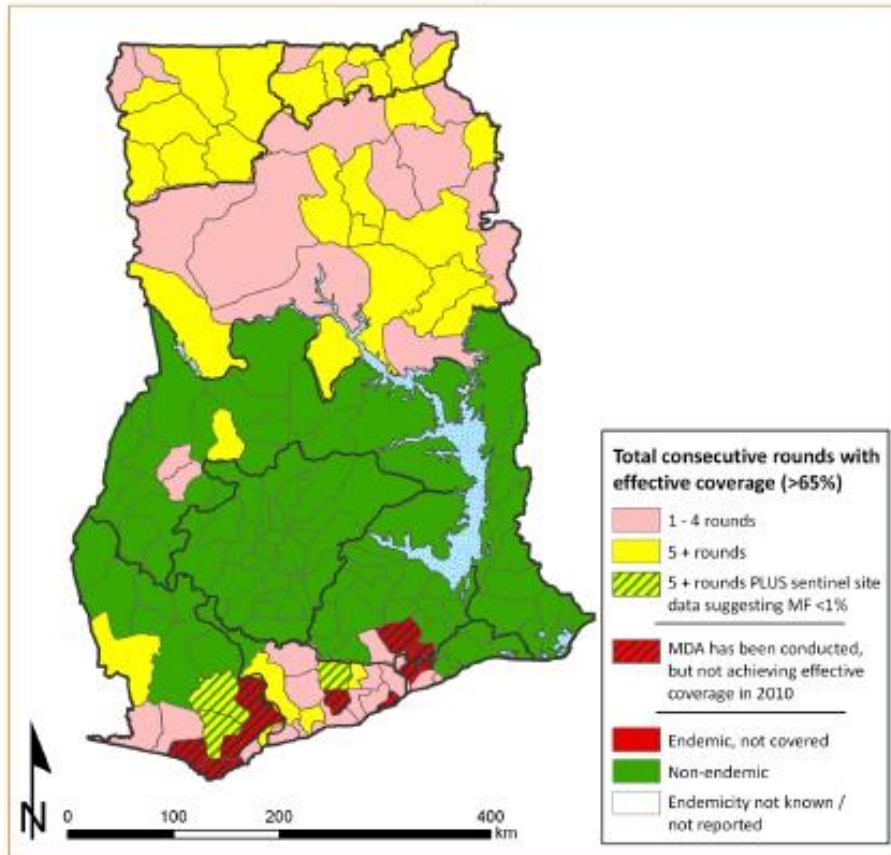 Total consecutive rounds with
effective coverage (>65%)
1 - 4 rounds
5 + rounds
5 + rounds PLUS sentinel site
data suggesting MF <1%
MDA has been conducted,
but not achieving effective
coverage in 2010
Endemic, not covered
Non-endemic
Endemicity not known /
not reported
N
0 100 200 400
km